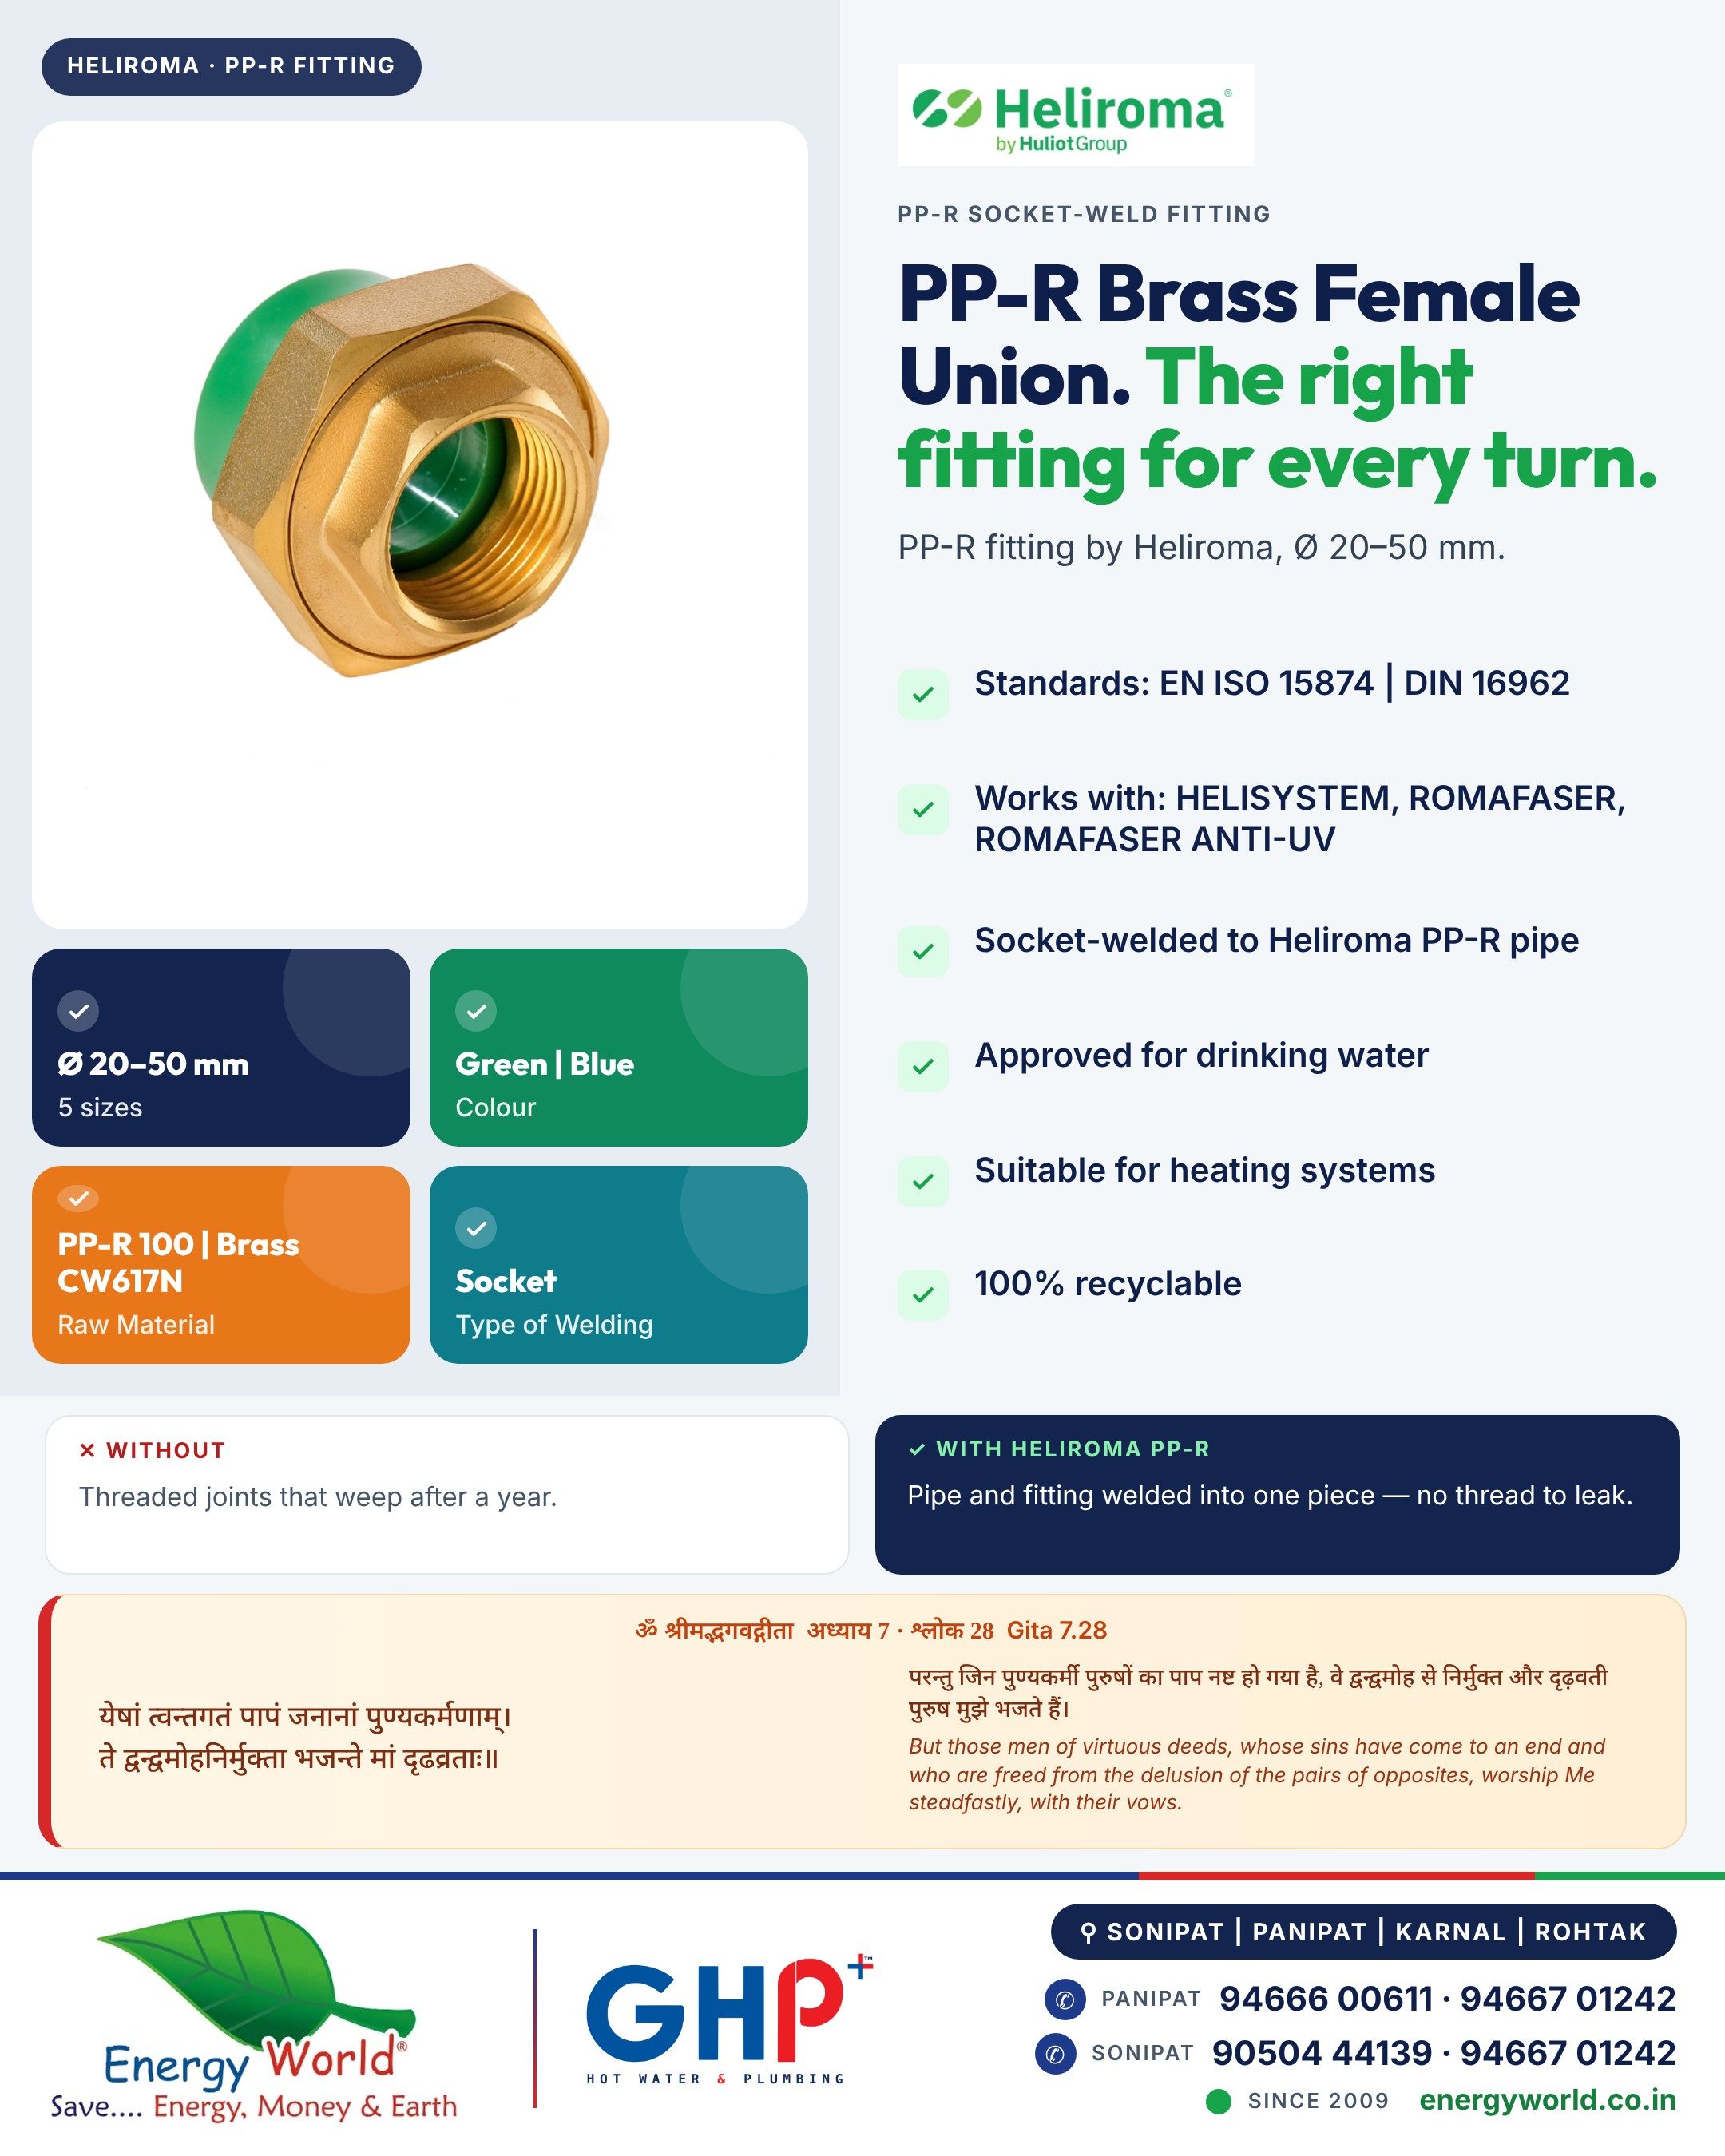 HELIROMA · PP-R FITTING
Heliroma®
by Huliot Group
PP-R SOCKET-WELD FITTING
PP-R Brass Female
Union. The right
fitting for every turn.
PP-R fitting by Heliroma, Ø 20–50 mm.
Standards: EN ISO 15874 | DIN 16962
Works with: HELISYSTEM, ROMAFASER,
ROMAFASER ANTI-UV
Socket-welded to Heliroma PP-R pipe
Approved for drinking water
Suitable for heating systems
100% recyclable
Ø 20–50 mm
5 sizes
Green | Blue
Colour
PP-R 100 | Brass
CW617N
Raw Material
Socket
Type of Welding
✕ WITHOUT
Threaded joints that weep after a year.
✓ WITH HELIROMA PP-R
Pipe and fitting welded into one piece — no thread to leak.
ॐ श्रीमद्भगवद्गीता अध्याय 7 · श्लोक 28 Gita 7.28
येषां त्वन्तगतं पापं जनानां पुण्यकर्मणाम्।
ते द्वन्द्वमोहनिर्मुक्ता भजन्ते मां दृढव्रताः॥
परन्तु जिन पुण्यकर्मी पुरुषों का पाप नष्ट हो गया है, वे द्वन्द्वमोह से निर्मुक्त और दृढ़वती
पुरुष मुझे भजते हैं।
But those men of virtuous deeds, whose sins have come to an end and
who are freed from the delusion of the pairs of opposites, worship Me
steadfastly, with their vows.
Energy World®
Save.... Energy, Money & Earth
GHP+™
HOT WATER & PLUMBING
SONIPAT | PANIPAT | KARNAL | ROHTAK
PANIPAT 94666 00611 · 94667 01242
SONIPAT 90504 44139 · 94667 01242
SINCE 2009 energyworld.co.in